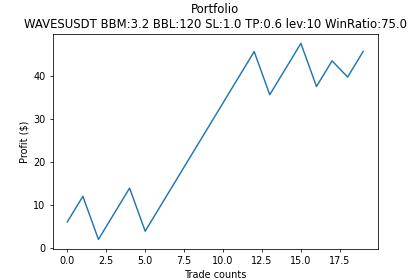 Portfolio
WAVESUSDT BBM:3.2 BBL:120 SL:1.0 TP:0.6 lev:10 WinRatio:75.0
40
30
20
10
0
Profit ($)
0.0 2.5 5.0 7.5 10.0 12.5 15.0 17.5
Trade counts